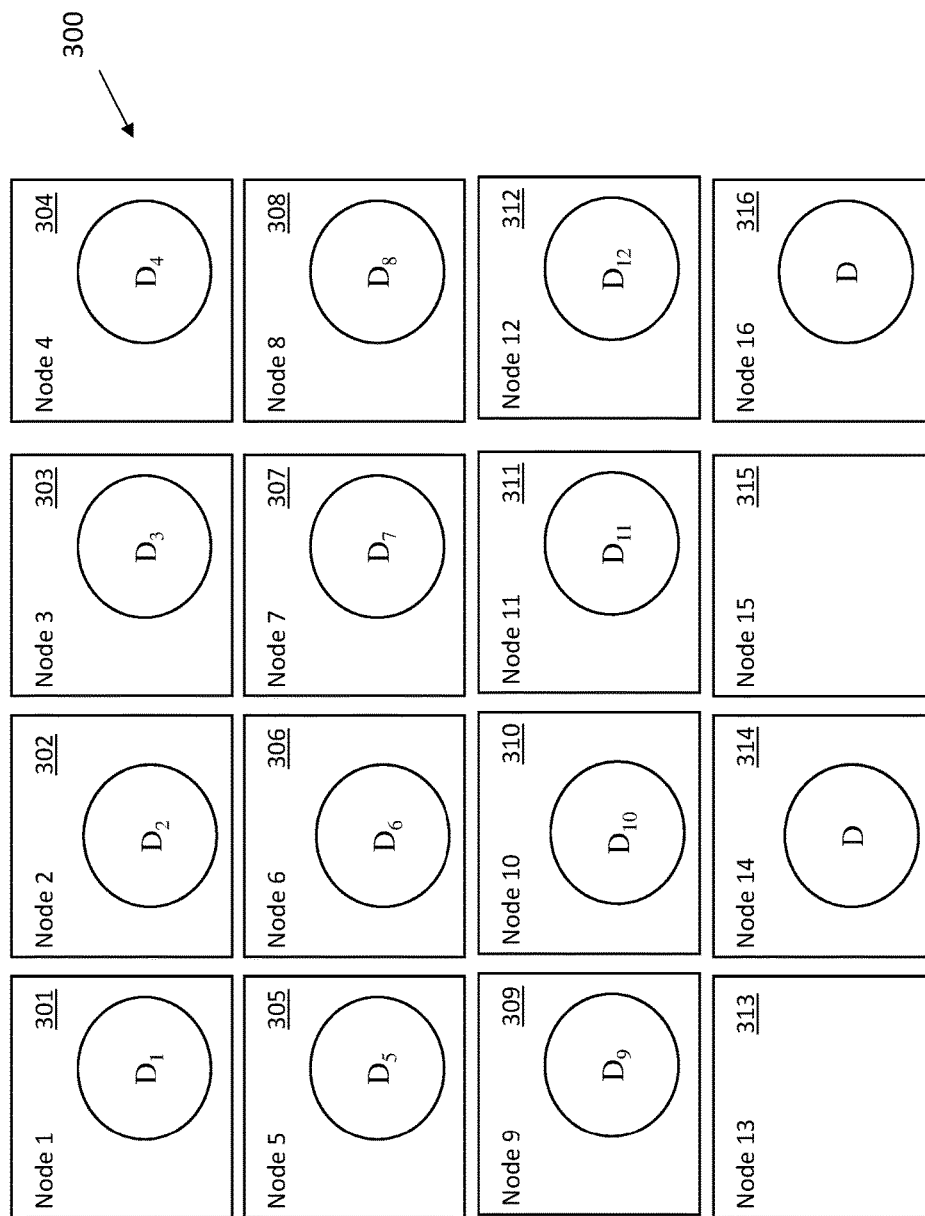 300
Node 1
301
D1
Node 2
302
D2
Node 3
303
D3
Node 4
304
D4
Node 5
305
D5
Node 6
306
D6
Node 7
307
D7
Node 8
308
D8
Node 9
309
D9
Node 10
310
D10
Node 11
311
D11
Node 12
312
D12
Node 13
313
Node 14
314
D
Node 15
315
Node 16
316
D